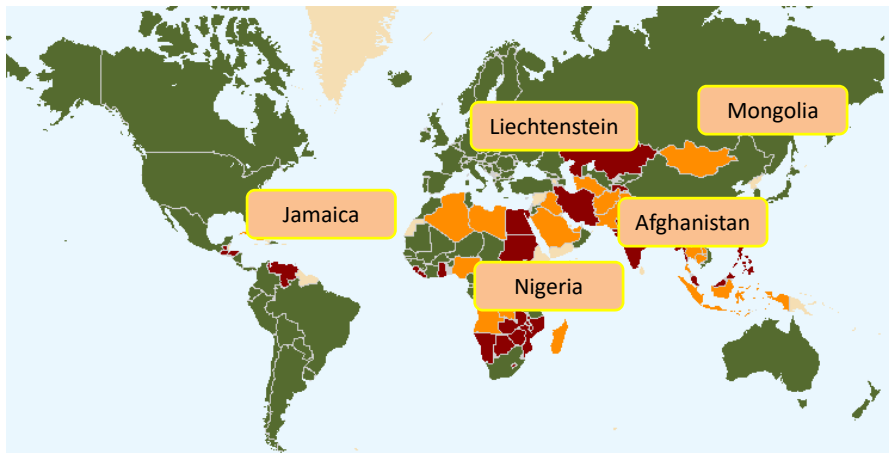 Mongolia
Liechtenstein
Jamaica
Afghanistan
Nigeria